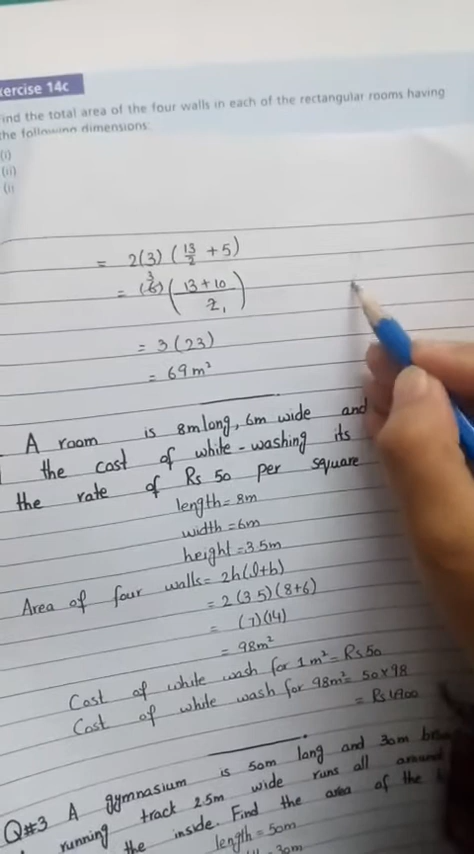 Exercise 14c
Find the total area of the four walls in each of the rectangular rooms having
the following dimensions:
(i)
(ii)
(i
= 2(3) (13/2 + 5)
= (6) 3 (13+10 / 2)
= 3(23)
= 69m²
A room is 8m long, 6m wide and
the cost of white-washing its
the rate of Rs 50 per square
length = 8m
width = 6m
height = 3.5m
Area of four walls = 2h(l+b)
= 2(3.5)(8+6)
= (7)(14)
= 98m²
Cost of white wash for 1m² = Rs 50
Cost of white wash for 98m² = 50×98
= Rs 4900
Q#3 A gymnasium is 50m long and 30m
running track 2.5m wide runs all around
the inside. Find the area of the
length = 50m
30m